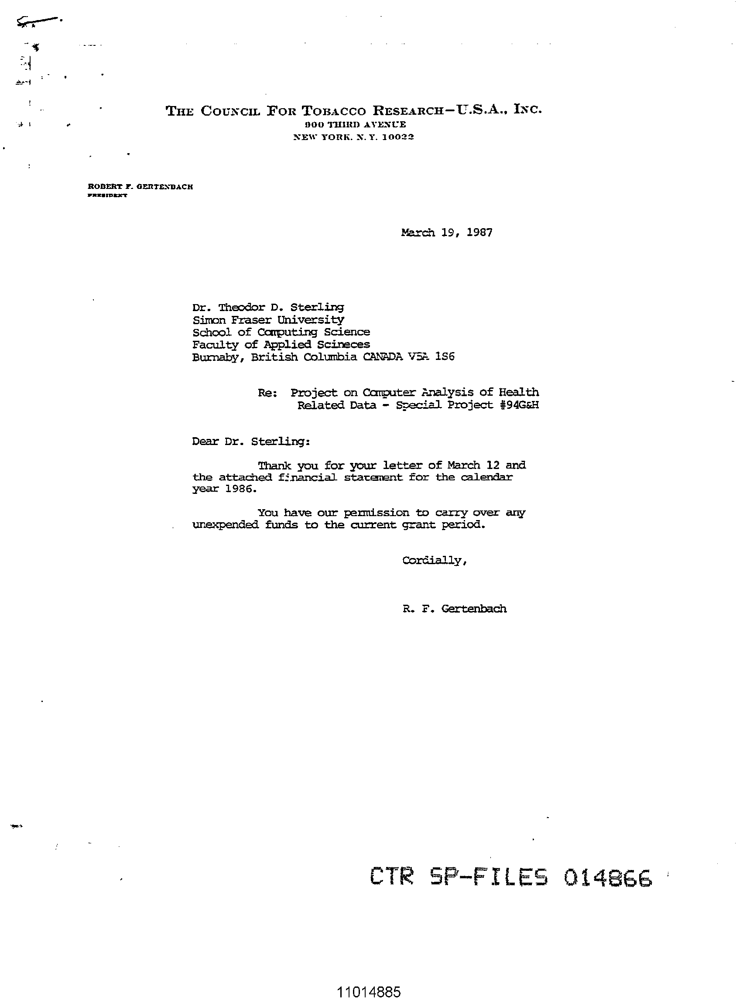 THE COUNCIL FOR TOBACCO RESEARCH–U.S.A., INC.
900 THIRD AVENUE
NEW YORK, N. Y. 10022
ROBERT F. GERTENBACH
PRESIDENT
March 19, 1987
Dr. Theodor D. Sterling
Simon Fraser University
School of Computing Science
Faculty of Applied Scineces
Burnaby, British Columbia CANADA V5A 1S6
Re: Project on Computer Analysis of Health
Related Data - Special Project #94G&H
Dear Dr. Sterling:
Thank you for your letter of March 12 and
the attached financial statement for the calendar
year 1986.
You have our permission to carry over any
unexpended funds to the current grant period.
Cordially,
R. F. Gertenbach
CTR SP-FILES 014866
11014885